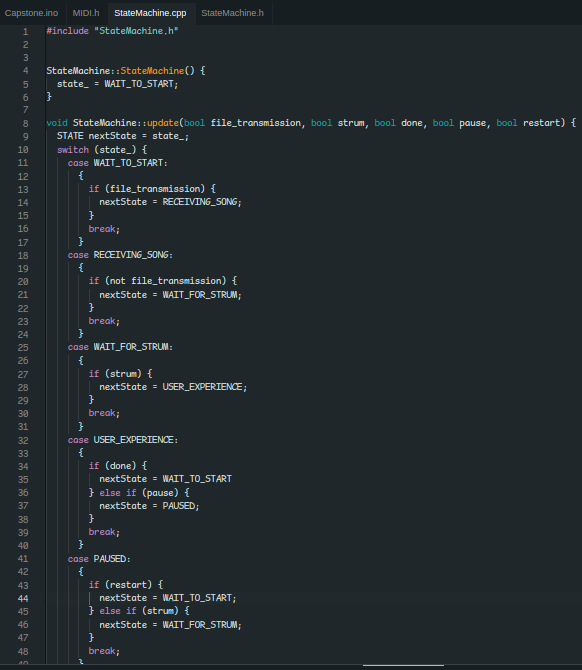 Capstone.ino MIDI.h StateMachine.cpp StateMachine.h
1 #include "StateMachine.h"
2
3
4 StateMachine::StateMachine() {
5 state_ = WAIT_TO_START;
6 }
7
8 void StateMachine::update(bool file_transmission, bool strum, bool done, bool pause, bool restart) {
9 STATE nextState = state_;
10 switch (state_) {
11 case WAIT_TO_START:
12 {
13 if (file_transmission) {
14 nextState = RECEIVING_SONG;
15 }
16 break;
17 }
18 case RECEIVING_SONG:
19 {
20 if (not file_transmission) {
21 nextState = WAIT_FOR_STRUM;
22 }
23 break;
24 }
25 case WAIT_FOR_STRUM:
26 {
27 if (strum) {
28 nextState = USER_EXPERIENCE;
29 }
30 break;
31 }
32 case USER_EXPERIENCE:
33 {
34 if (done) {
35 nextState = WAIT_TO_START
36 } else if (pause) {
37 nextState = PAUSED;
38 }
39 break;
40 }
41 case PAUSED:
42 {
43 if (restart) {
44 nextState = WAIT_TO_START;
45 } else if (strum) {
46 nextState = WAIT_FOR_STRUM;
47 }
48 break;
49 }